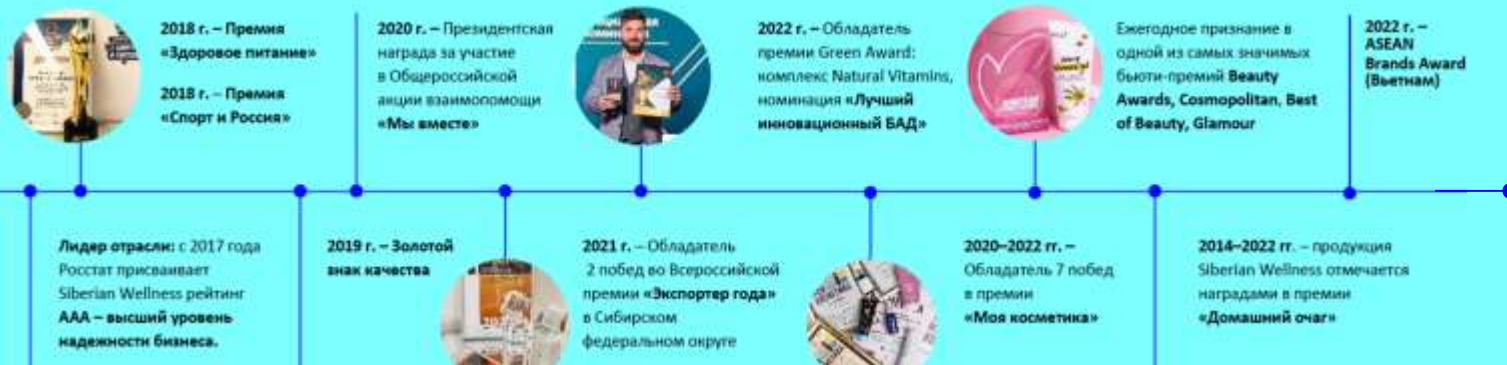 2018 г. – Премия
«Здоровое питание»
2018 г. – Премия
«Спорт и Россия»
2020 г. – Президентская
награда за участие
в Общероссийской
акции взаимопомощи
«Мы вместе»
2022 г. – Обладатель
премии Green Award:
комплекс Natural Vitamins,
номинация «Лучший
инновационный БАД»
Ежегодное признание в
одной из самых значимых
бьюти-премий Beauty
Awards, Cosmopolitan, Best
of Beauty, Glamour
2022 г. –
ASEAN
Brands Award
(Вьетнам)
Лидер отрасли: с 2017 года
Росстат присваивает
Siberian Wellness рейтинг
ААА – высший уровень
надежности бизнеса.
2019 г. – Золотой
знак качества
2021 г. – Обладатель
2 побед во Всероссийской
премии «Экспортер года»
в Сибирском
федеральном округе
2020–2022 гг. –
Обладатель 7 побед
в премии
«Моя косметика»
2014–2022 гг. – продукция
Siberian Wellness отмечается
наградами в премии
«Домашний очаг»